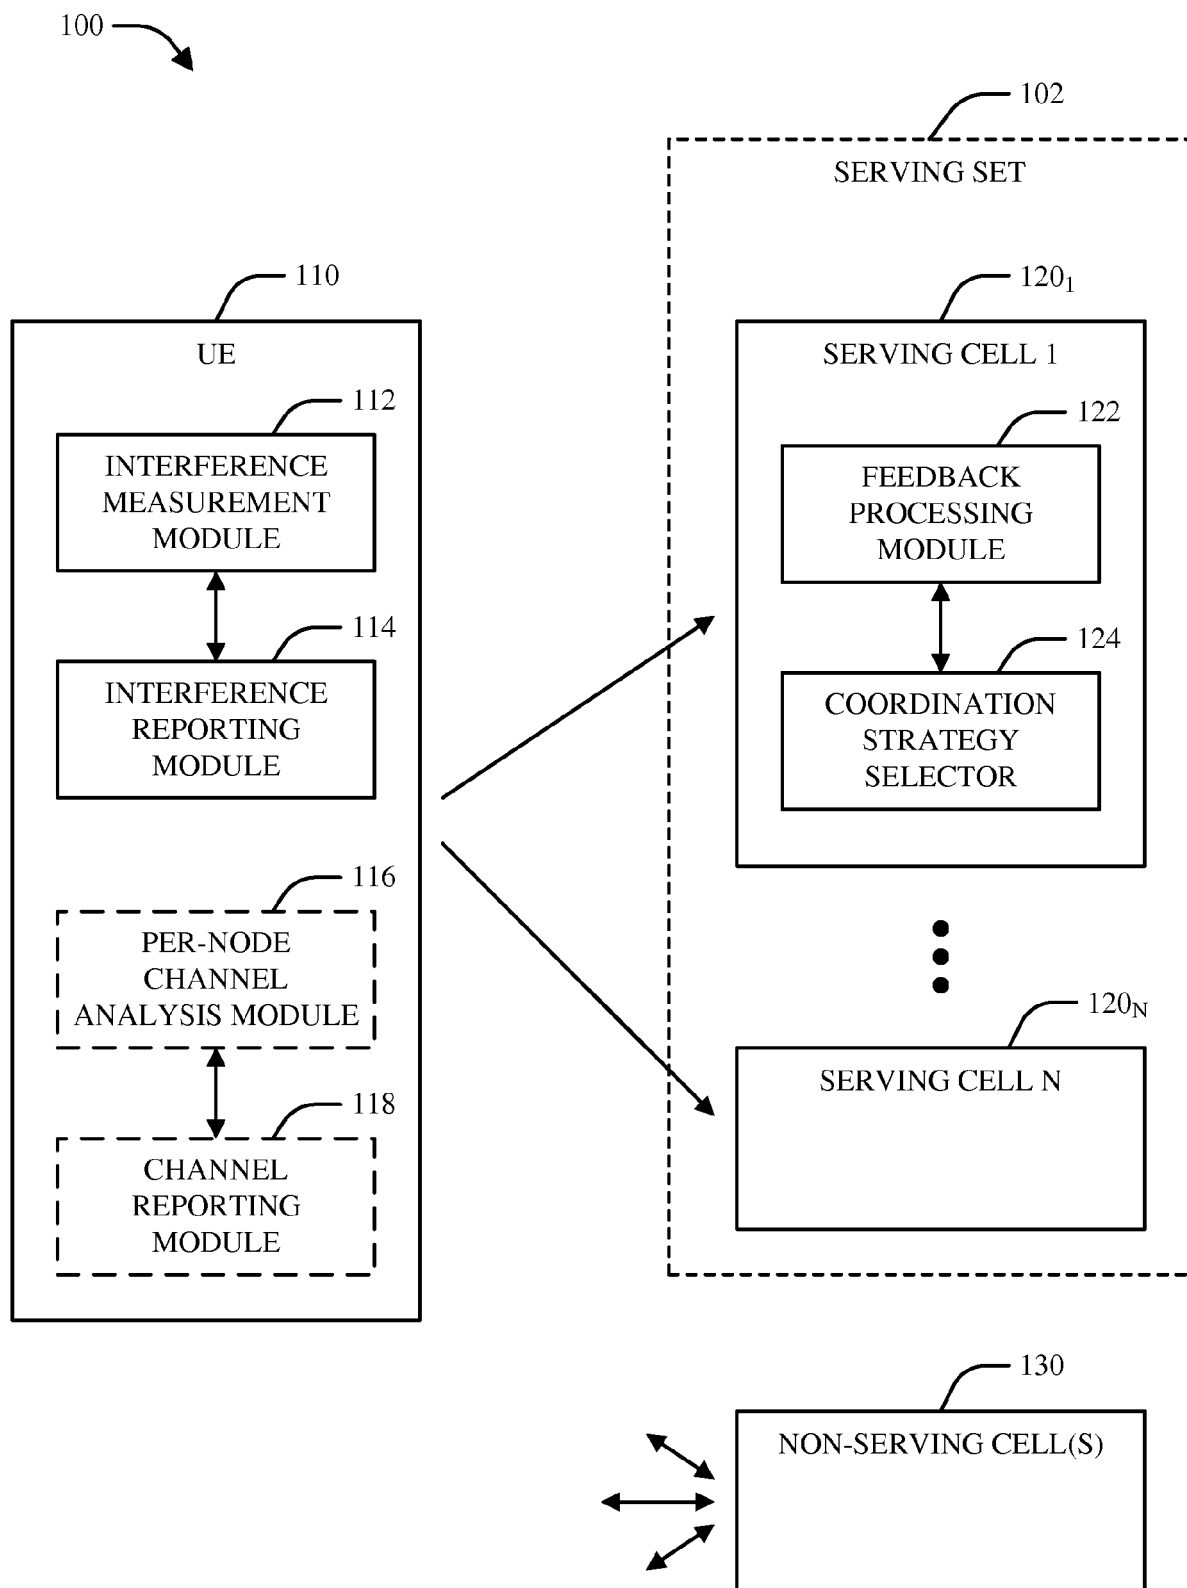 100
102
SERVING SET
110
UE
112
INTERFERENCE
MEASUREMENT
MODULE
114
INTERFERENCE
REPORTING
MODULE
116
PER-NODE
CHANNEL
ANALYSIS MODULE
118
CHANNEL
REPORTING
MODULE
120₁
SERVING CELL 1
122
FEEDBACK
PROCESSING
MODULE
124
COORDINATION
STRATEGY
SELECTOR
120N
SERVING CELL N
130
NON-SERVING CELL(S)